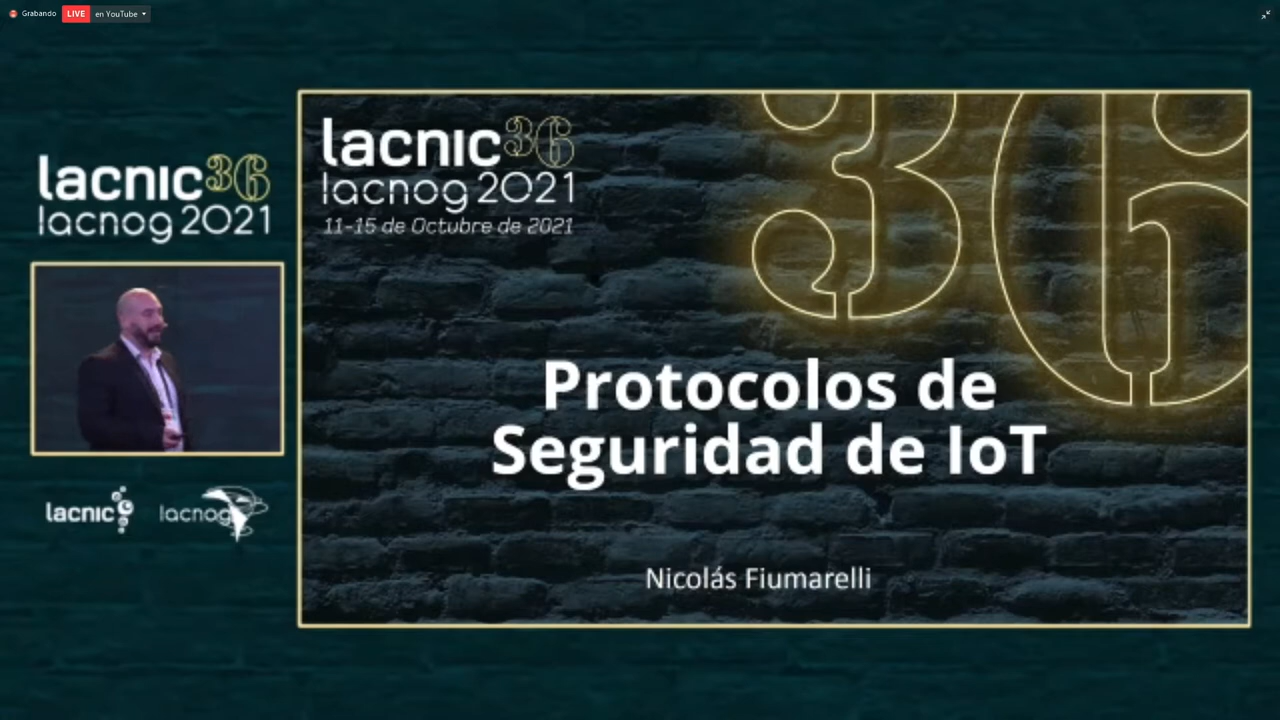 Grabando LIVE en YouTube
lacnic36
lacnog 2021
lacnic
lacnog
lacnic36
lacnog 2021
11-15 de Octubre de 2021
Protocolos de
Seguridad de IoT
Nicolás Fiumarelli